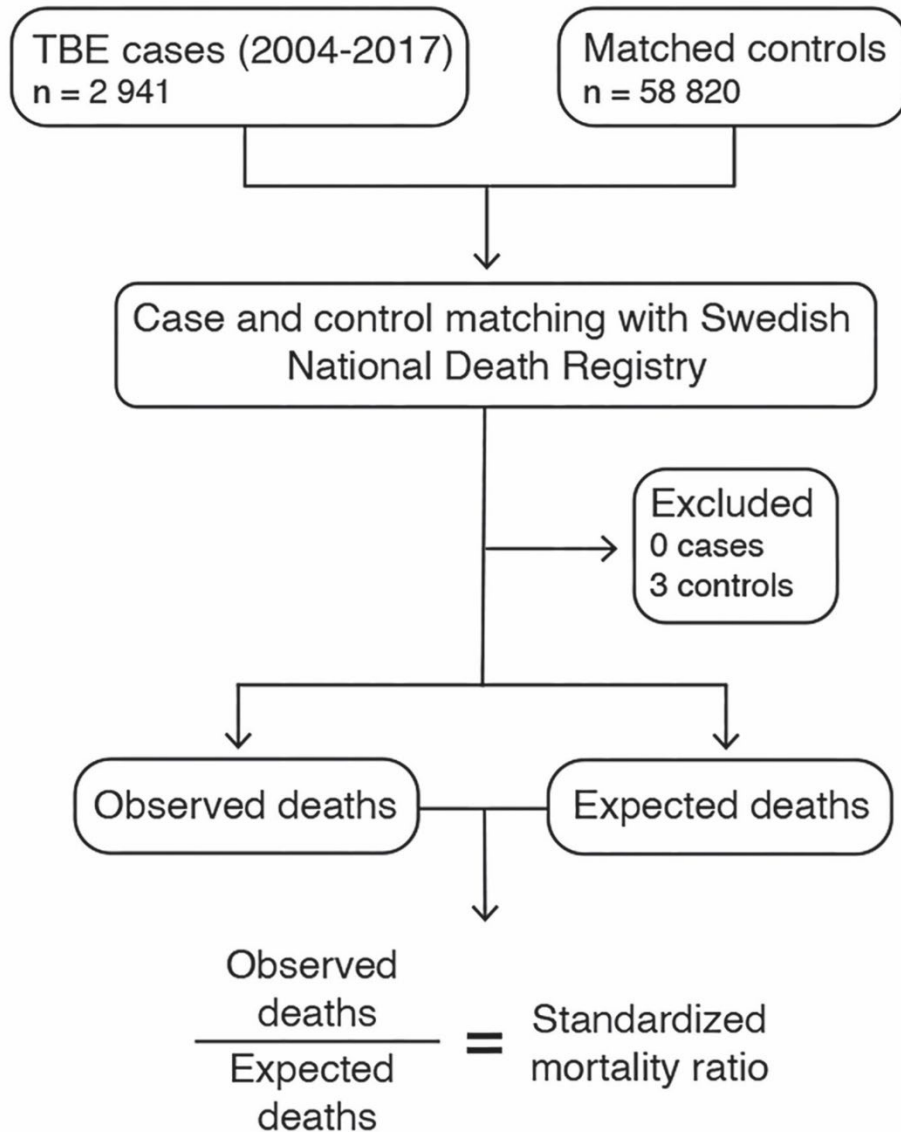 TBE cases (2004-2017)
n = 2 941
Matched controls
n = 58 820
Case and control matching with Swedish
National Death Registry
Excluded
0 cases
3 controls
Observed deaths
Expected deaths
Observed
deaths
Expected
deaths
=
Standardized
mortality ratio